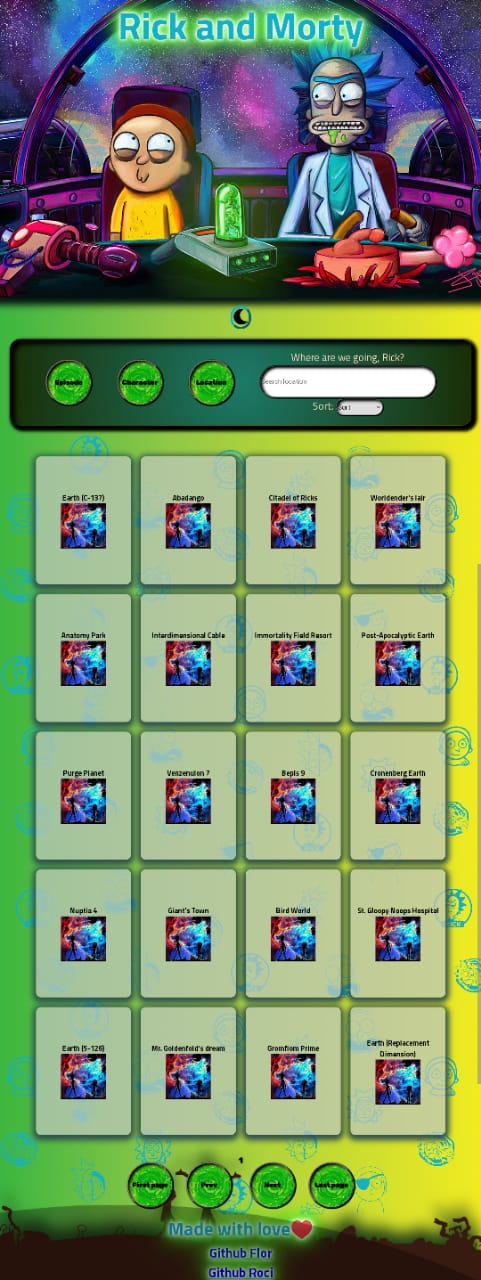 Rick and Morty
Where are we going, Rick?
Episode
Character
Location
Search location
Sort:
Sort
Earth (C-137)
Abadango
Citadel of Ricks
Worldender's lair
Anatomy Park
Interdimensional Cable
Immortality Field Resort
Post-Apocalyptic Earth
Purge Planet
Venzenulon 7
Bepis 9
Cronenberg Earth
Nuptia 4
Giant's Town
Bird World
St. Gloopy Noops Hospital
Earth (5-126)
Mr. Goldenfold's dream
Gromflom Prime
Earth (Replacement
Dimension)
1
First page
Prev
Next
Last page
Made with love❤️
Github Flor
Github Roci